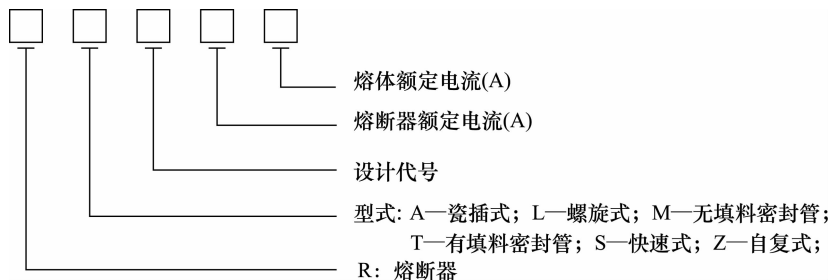 熔体额定电流(A)
熔断器额定电流(A)
设计代号
型式: A—瓷插式；L—螺旋式；M—无填料密封管；
T—有填料密封管；S—快速式；Z—自复式；
R：熔断器